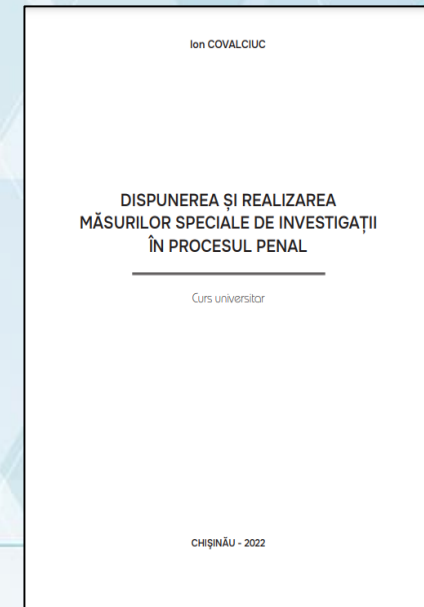 Ion COVALCIUC
DISPUNEREA ȘI REALIZAREA
MĂSURILOR SPECIALE DE INVESTIGAȚII
ÎN PROCESUL PENAL
Curs universitar
CHIȘINĂU - 2022